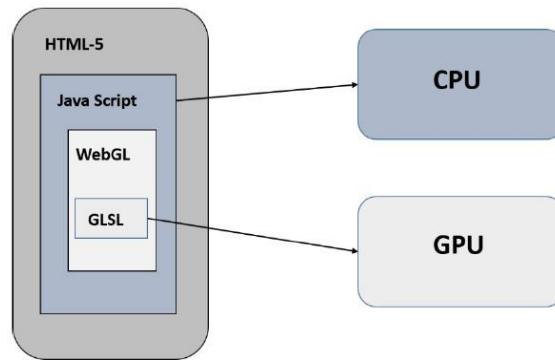 HTML-5
Java Script
WebGL
GLSL
CPU
GPU